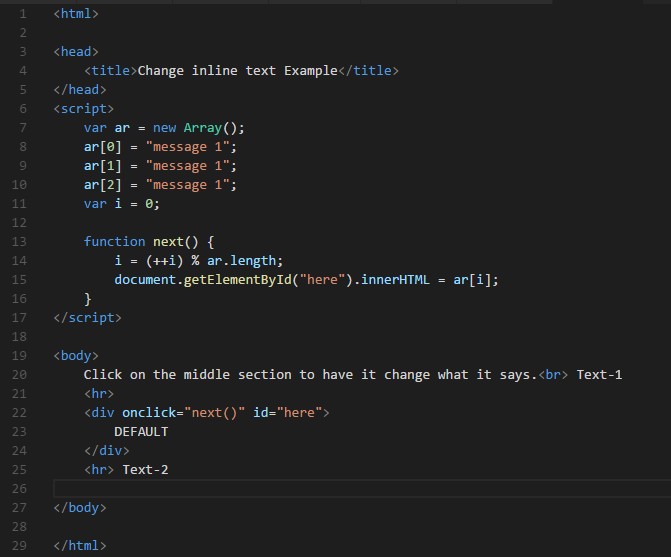 1 <html>
2
3 <head>
4     <title>Change inline text Example</title>
5 </head>
6 <script>
7     var ar = new Array();
8     ar[0] = "message 1";
9     ar[1] = "message 1";
10     ar[2] = "message 1";
11     var i = 0;
12
13     function next() {
14         i = (++i) % ar.length;
15         document.getElementById("here").innerHTML = ar[i];
16     }
17 </script>
18
19 <body>
20     Click on the middle section to have it change what it says.<br> Text-1
21     <hr>
22     <div onclick="next()" id="here">
23         DEFAULT
24     </div>
25     <hr> Text-2
26
27 </body>
28
29 </html>